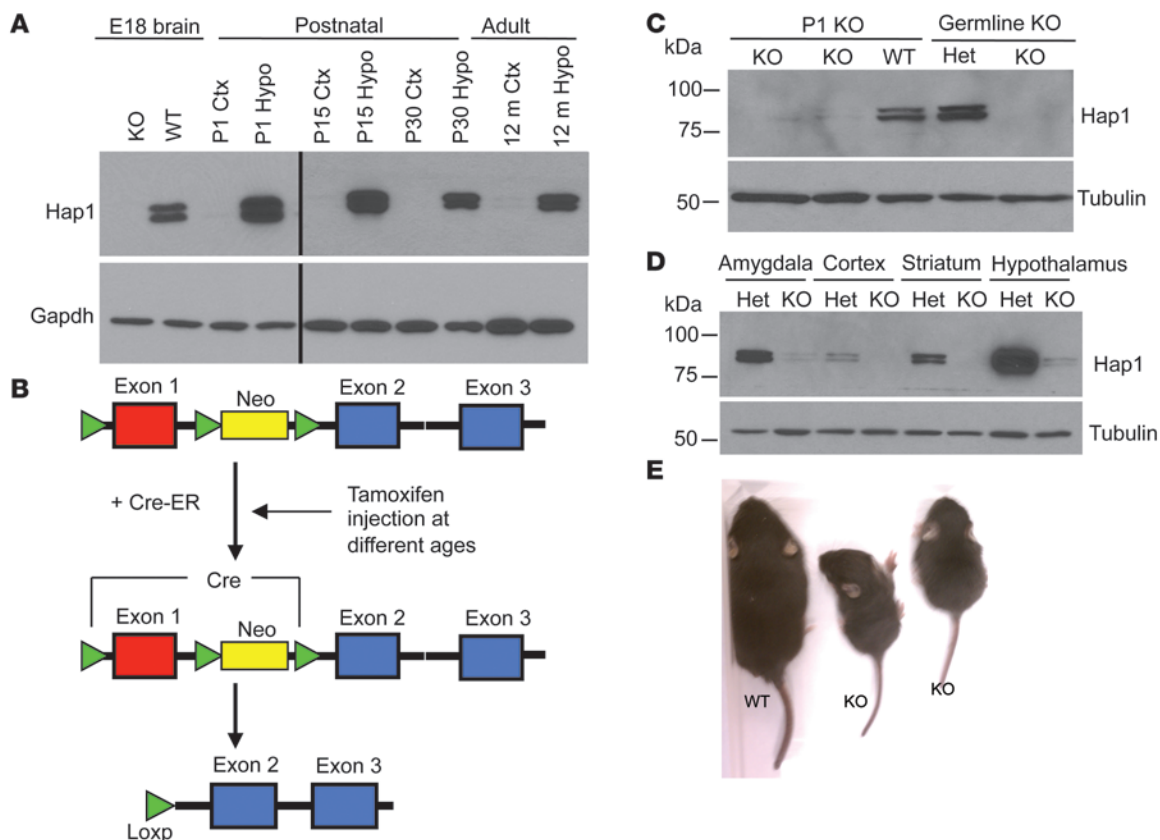 A
E18 brain Postnatal Adult
KO WT P1 Ctx P1 Hypo P15 Ctx P15 Hypo P30 Ctx P30 Hypo 12 m Ctx 12 m Hypo
Hap1
Gapdh
B
Exon 1 Neo Exon 2 Exon 3
+ Cre-ER
Tamoxifen
injection at
different ages
Cre
Exon 1 Neo Exon 2 Exon 3
Exon 2 Exon 3
Loxp
C
P1 KO Germline KO
kDa KO KO WT Het KO
100
75
Hap1
50
Tubulin
D
Amygdala Cortex Striatum Hypothalamus
kDa Het KO Het KO Het KO Het KO
100
75
Hap1
50
Tubulin
E
WT KO KO